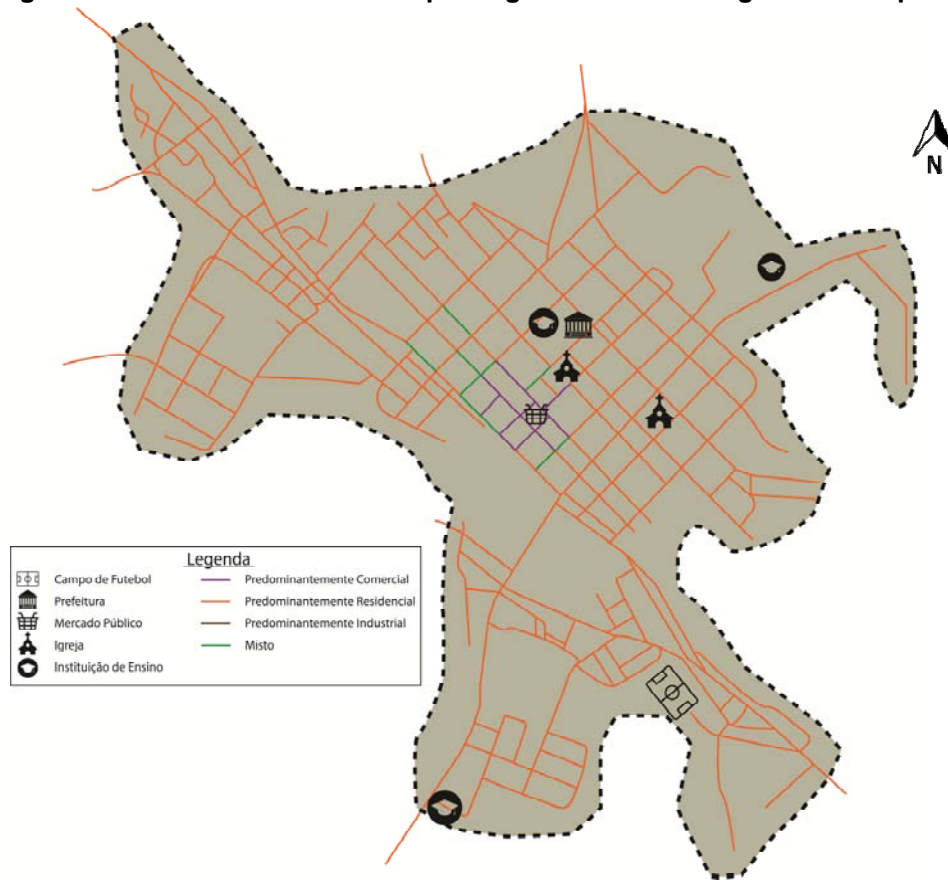 N
Legenda
Campo de Futebol
Prefeitura
Mercado Público
Igreja
Instituição de Ensino
Predominantemente Comercial
Predominantemente Residencial
Predominantemente Industrial
Misto